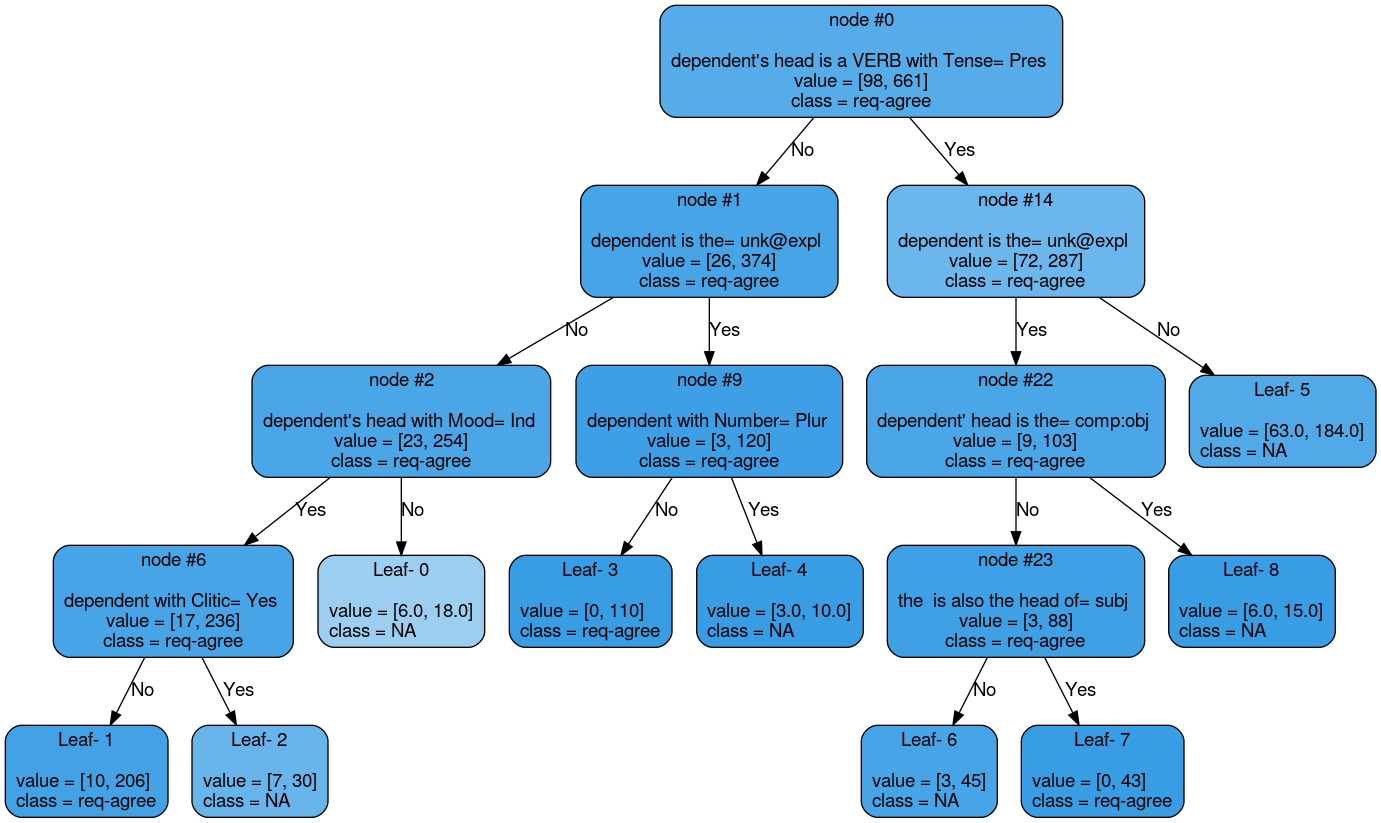 node #0
dependent's head is a VERB with Tense= Pres
value = [98, 661]
class = req-agree
No
Yes
node #1
dependent is the= unk@expl
value = [26, 374]
class = req-agree
node #14
dependent is the= unk@expl
value = [72, 287]
class = req-agree
No
Yes
Yes
No
node #2
dependent's head with Mood= Ind
value = [23, 254]
class = req-agree
node #9
dependent with Number= Plur
value = [3, 120]
class = req-agree
node #22
dependent' head is the= comp:obj
value = [9, 103]
class = req-agree
Leaf- 5
value = [63.0, 184.0]
class = NA
Yes
No
No
Yes
No
Yes
node #6
dependent with Clitic= Yes
value = [17, 236]
class = req-agree
Leaf- 0
value = [6.0, 18.0]
class = NA
Leaf- 3
value = [0, 110]
class = req-agree
Leaf- 4
value = [3.0, 10.0]
class = NA
node #23
the  is also the head of= subj
value = [3, 88]
class = req-agree
Leaf- 8
value = [6.0, 15.0]
class = NA
No
Yes
No
Yes
Leaf- 1
value = [10, 206]
class = req-agree
Leaf- 2
value = [7, 30]
class = NA
Leaf- 6
value = [3, 45]
class = NA
Leaf- 7
value = [0, 43]
class = req-agree